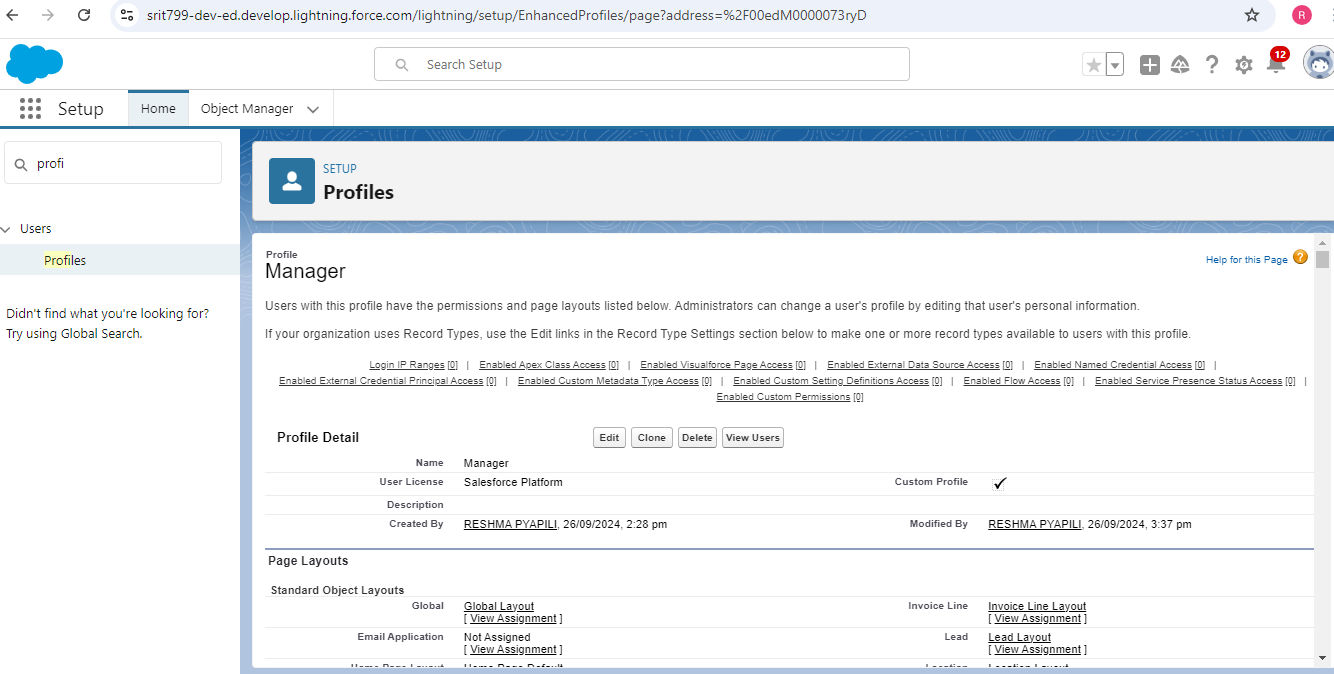 srit799-dev-ed.develop.lightning.force.com/lightning/setup/EnhancedProfiles/page?address=%2F00edM0000073ryD
R
Search Setup
12
Setup Home Object Manager
profi
Users
Profiles
Didn't find what you're looking for?
Try using Global Search.
SETUP
Profiles
Profile
Manager
Help for this Page ?
Users with this profile have the permissions and page layouts listed below. Administrators can change a user's profile by editing that user's personal information.
If your organization uses Record Types, use the Edit links in the Record Type Settings section below to make one or more record types available to users with this profile.
Login IP Ranges [0] | Enabled Apex Class Access [0] | Enabled Visualforce Page Access [0] | Enabled External Data Source Access [0] | Enabled Named Credential Access [0] |
Enabled External Credential Principal Access [0] | Enabled Custom Metadata Type Access [0] | Enabled Custom Setting Definitions Access [0] | Enabled Flow Access [0] | Enabled Service Presence Status Access [0] |
Enabled Custom Permissions [0]
Profile Detail Edit Clone Delete View Users
Name Manager
User License Salesforce Platform Custom Profile ✓
Description
Created By RESHMA PYAPILI, 26/09/2024, 2:28 pm Modified By RESHMA PYAPILI, 26/09/2024, 3:37 pm
Page Layouts
Standard Object Layouts
Global Global Layout Invoice Line Invoice Line Layout
[ View Assignment ] [ View Assignment ]
Email Application Not Assigned Lead Lead Layout
[ View Assignment ] [ View Assignment ]
Home Page Layout Home Page Default Location Location Layout